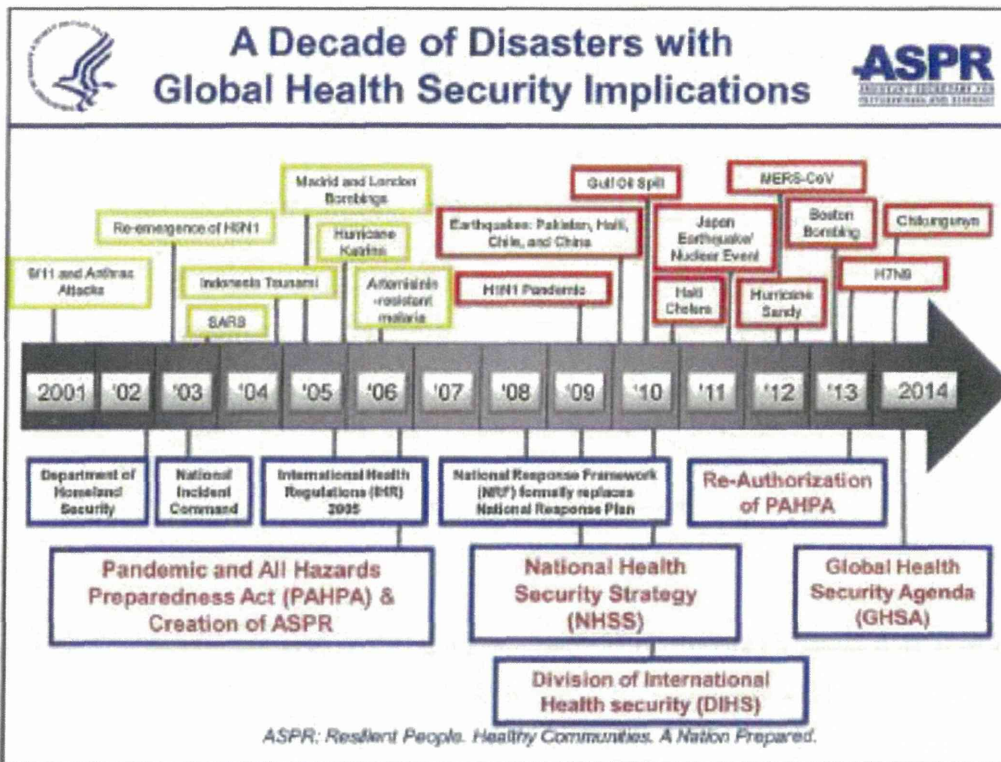 A Decade of Disasters with
Global Health Security Implications
ASPR
ASSISTANT SECRETARY FOR
PREPAREDNESS AND RESPONSE
Madrid and London
Bombings
Gulf Oil Spill
MERS-CoV
Re-emergence of H5N1
Hurricane
Katrina
Earthquakes: Pakistan, Haiti,
Chile, and China
Japan
Earthquake/
Nuclear Event
Boston
Bombing
Chikungunya
9/11 and Anthrax
Attacks
Indonesia Tsunami
Artemisinin
-resistant
malaria
H1N1 Pandemic
Haiti
Cholera
Hurricane
Sandy
H7N9
SARS
2001 '02 '03 '04 '05 '06 '07 '08 '09 '10 '11 '12 '13 2014
Department of
Homeland
Security
National
Incident
Command
International Health
Regulations (IHR)
2005
National Response Framework
(NRF) formally replaces
National Response Plan
Re-Authorization
of PAHPA
Pandemic and All Hazards
Preparedness Act (PAHPA) &
Creation of ASPR
National Health
Security Strategy
(NHSS)
Global Health
Security Agenda
(GHSA)
Division of International
Health security (DIHS)
ASPR: Resilient People. Healthy Communities. A Nation Prepared.